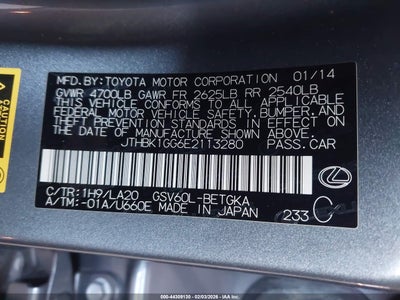 MFD.BY:TOYOTA MOTOR CORPORATION 01/14
GVWR 4700LB GAWR FR 2625LB RR 2540LB
THIS VEHICLE CONFORMS TO ALL APPLICABLE
FEDERAL MOTOR VEHICLE SAFETY, BUMPER, AND
THEFT PREVENTION STANDARDS IN EFFECT ON
THE DATE OF MANUFACTURE SHOWN ABOVE.
JTHBK1GG6E2113280 PASS.CAR
C/TR:1H9/LA20 GSV60L-BETGKA
A/TM:-01A/U660E MADE IN JAPAN 233 C
© IAA - 44309130 - 02/03/2026 - USA